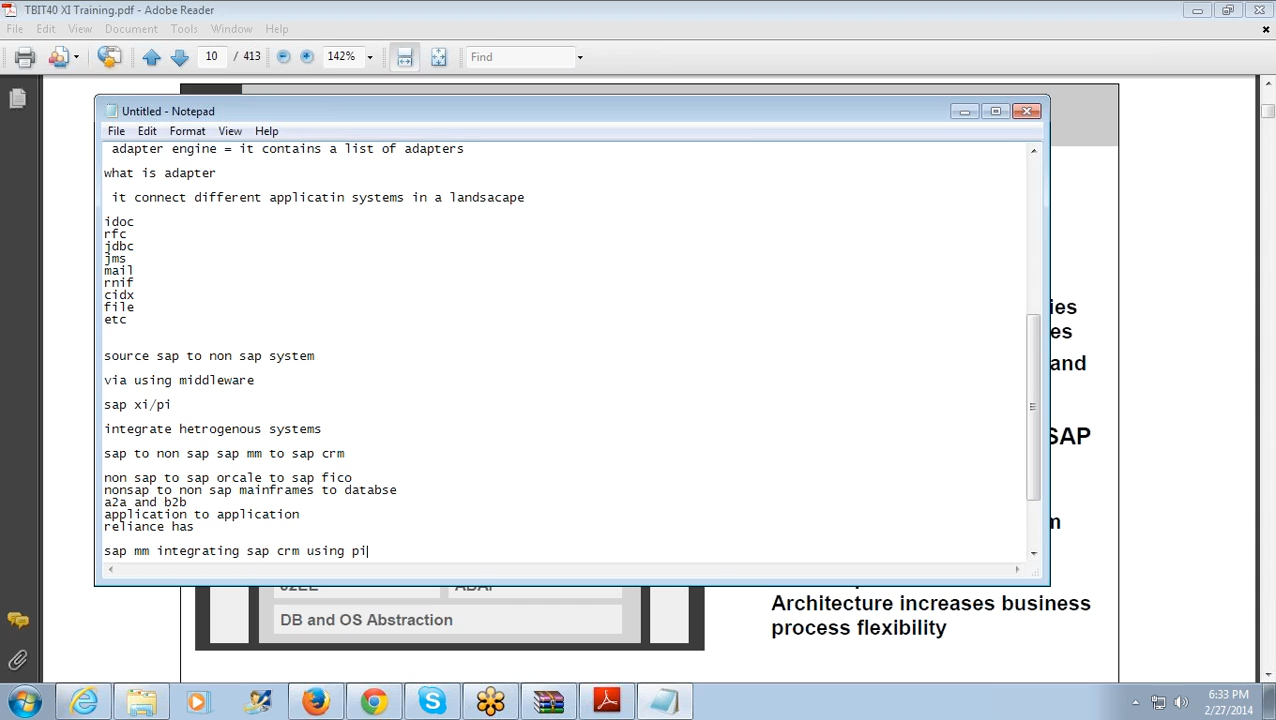 TBIT40 XI Training.pdf - Adobe Reader
File Edit View Document Tools Window Help
10 / 413 142% Find
Untitled - Notepad
File Edit Format View Help
adapter engine = it contains a list of adapters
what is adapter
it connect different applicatin systems in a landsacape
idoc
rfc
jdbc
jms
mail
rnif
cidx
file
etc
source sap to non sap system
via using middleware
sap xi/pi
integrate hetrogenous systems
sap to non sap sap mm to sap crm
non sap to sap orcale to sap fico
nonsap to non sap mainframes to databse
a2a and b2b
application to application
reliance has
sap mm integrating sap crm using pi
and
SAP
DB and OS Abstraction
Architecture increases business
process flexibility
6:33 PM
2/27/2014